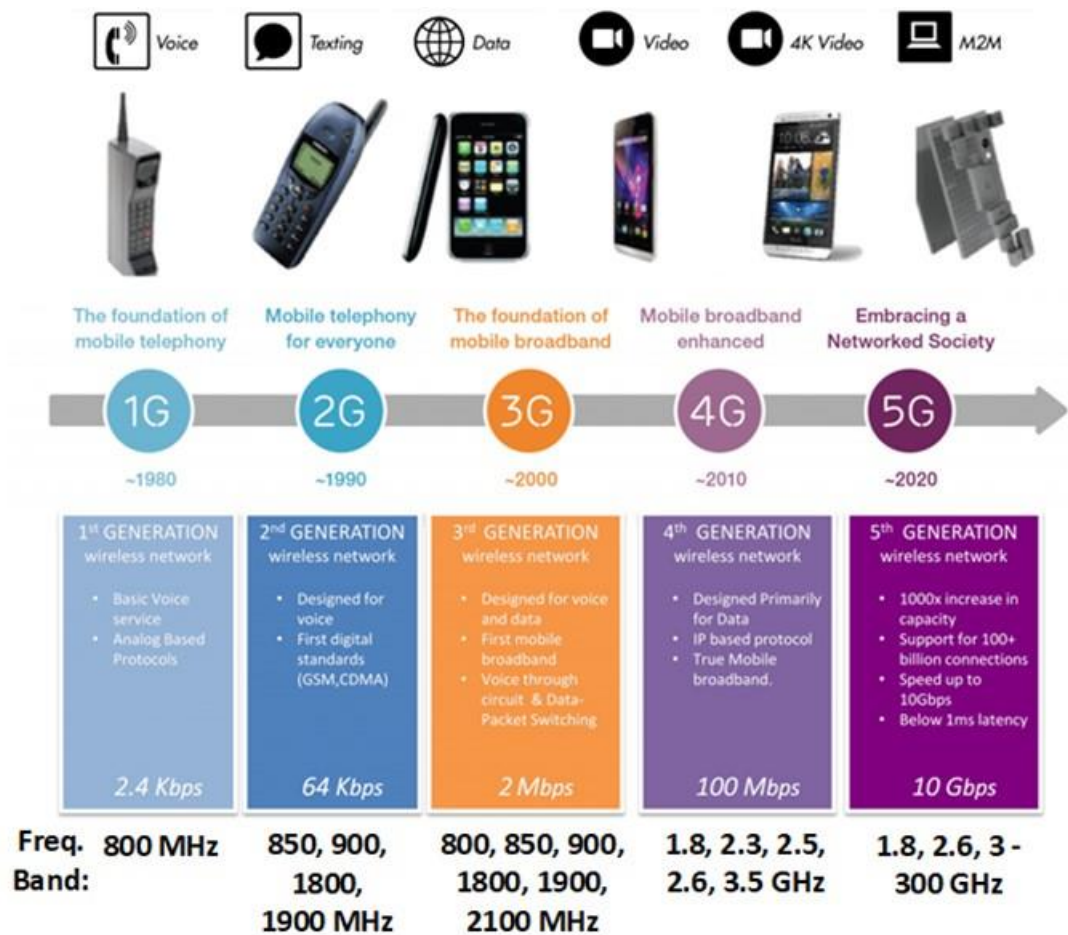 Voice
Texting
Data
Video
4K Video
M2M
The foundation of
mobile telephony
Mobile telephony
for everyone
The foundation of
mobile broadband
Mobile broadband
enhanced
Embracing a
Networked Society
1G
2G
3G
4G
5G
~1980
~1990
~2000
~2010
~2020
1st GENERATION
wireless network
• Basic Voice
service
• Analog Based
Protocols
2.4 Kbps
2nd GENERATION
wireless network
• Designed for
voice
• First digital
standards
(GSM,CDMA)
64 Kbps
3rd GENERATION
wireless network
• Designed for voice
and data
• First mobile
broadband
• Voice through
circuit & Data-
Packet Switching
2 Mbps
4th GENERATION
wireless network
• Designed Primarily
for Data
• IP based protocol
• True Mobile
broadband.
100 Mbps
5th GENERATION
wireless network
• 1000x increase in
capacity
• Support for 100+
billion connections
• Speed up to
10Gbps
• Below 1ms latency
10 Gbps
Freq.
Band:
800 MHz
850, 900,
1800,
1900 MHz
800, 850, 900,
1800, 1900,
2100 MHz
1.8, 2.3, 2.5,
2.6, 3.5 GHz
1.8, 2.6, 3 -
300 GHz